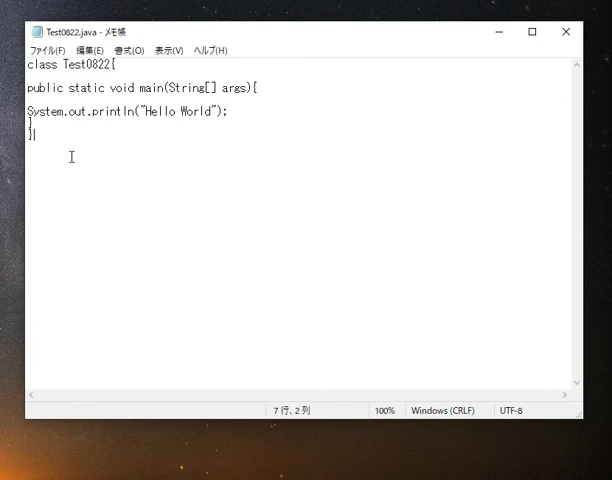 Test0822.java - メモ帳
ファイル(F) 編集(E) 書式(O) 表示(V) ヘルプ(H)
class Test0822{
public static void main(String[] args){
System.out.println("Hello World");
}
}
7 行、2 列 100% Windows (CRLF) UTF-8